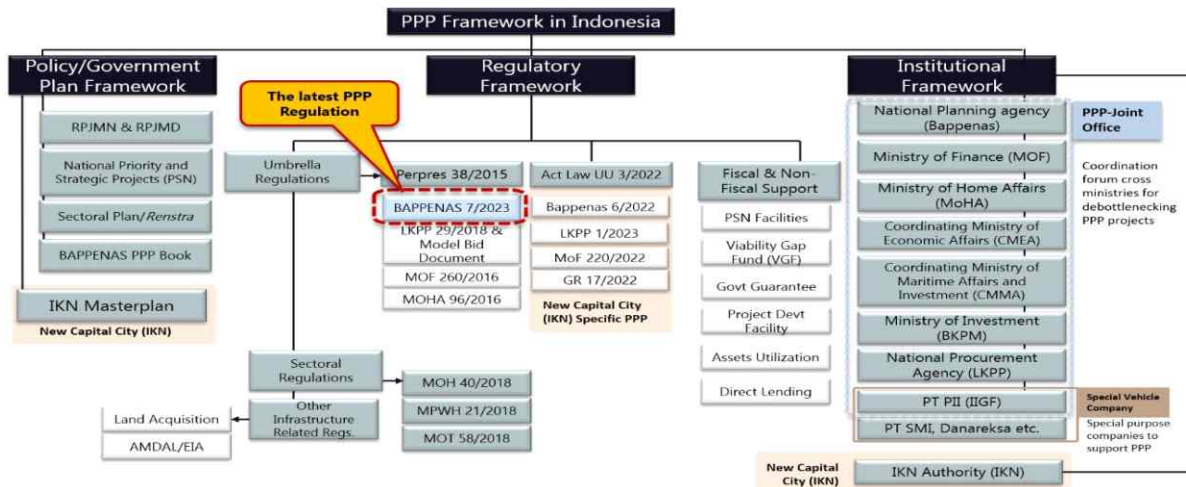 PPP Framework in Indonesia
Policy/Government
Plan Framework
RPJMN & RPJMD
National Priority and
Strategic Projects (PSN)
Sectoral Plan/Renstra
BAPPENAS PPP Book
IKN Masterplan
New Capital City (IKN)
Regulatory
Framework
The latest PPP
Regulation
Umbrella
Regulations
Perpres 38/2015
BAPPENAS 7/2023
LKPP 29/2018 &
Model Bid
Document
MOF 260/2016
MOHA 96/2016
Act Law UU 3/2022
Bappenas 6/2022
LKPP 1/2023
MoF 220/2022
GR 17/2022
New Capital City
(IKN) Specific PPP
Fiscal & Non-
Fiscal Support
PSN Facilities
Viability Gap
Fund (VGF)
Govt Guarantee
Project Devt
Facility
Assets Utilization
Direct Lending
Sectoral
Regulations
MOH 40/2018
MPWH 21/2018
MOT 58/2018
Other
Infrastructure
Related Regs.
Land Acquisition
AMDAL/EIA
Institutional
Framework
National Planning agency
(Bappenas)
Ministry of Finance (MOF)
Ministry of Home Affairs
(MoHA)
Coordinating Ministry of
Economic Affairs (CMEA)
Coordinating Ministry of
Maritime Affairs and
Investment (CMMA)
Ministry of Investment
(BKPM)
National Procurement
Agency (LKPP)
PT PII (IIGF)
PT SMI, Danareksa etc.
PPP-Joint
Office
Coordination
forum cross
ministries for
debottlenecking
PPP projects
Special Vehicle
Company
Special purpose
companies to
support PPP
New Capital
City (IKN)
IKN Authority (IKN)